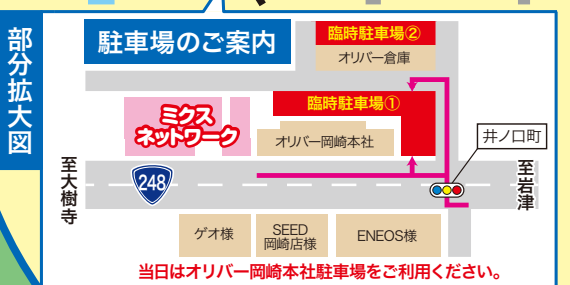 部分拡大図
駐車場のご案内
臨時駐車場②
オリバー倉庫
臨時駐車場①
ミクス
ネットワーク
オリバー岡崎本社
井ノ口町
至大樹寺
248
至岩津
ゲオ様
SEED
岡崎店様
ENEOS様
当日はオリバー岡崎本社駐車場をご利用ください。